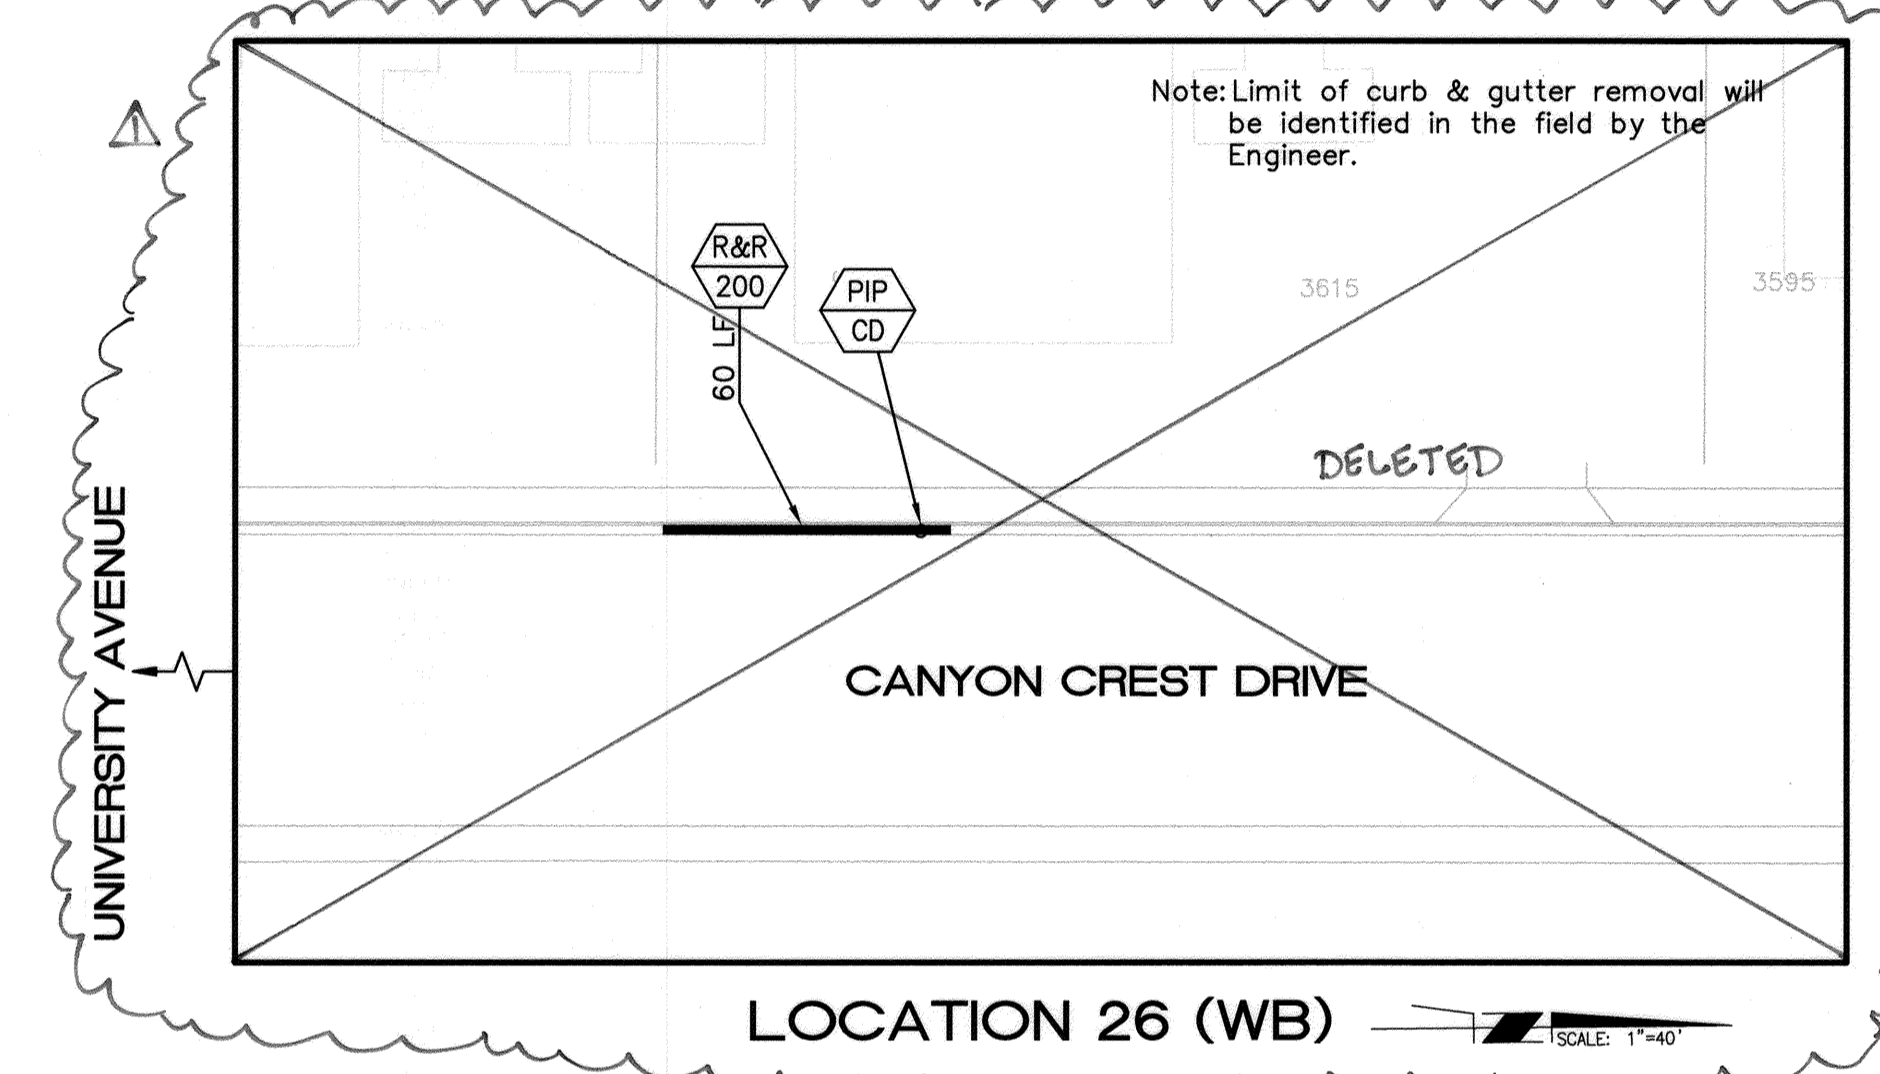 Note: Limit of curb & gutter removal will
be identified in the field by the
Engineer.
1
R&R
200
60 LF
PIP
CD
3615
3595
DELETED
UNIVERSITY AVENUE
CANYON CREST DRIVE
LOCATION 26 (WB)
SCALE: 1"=40'